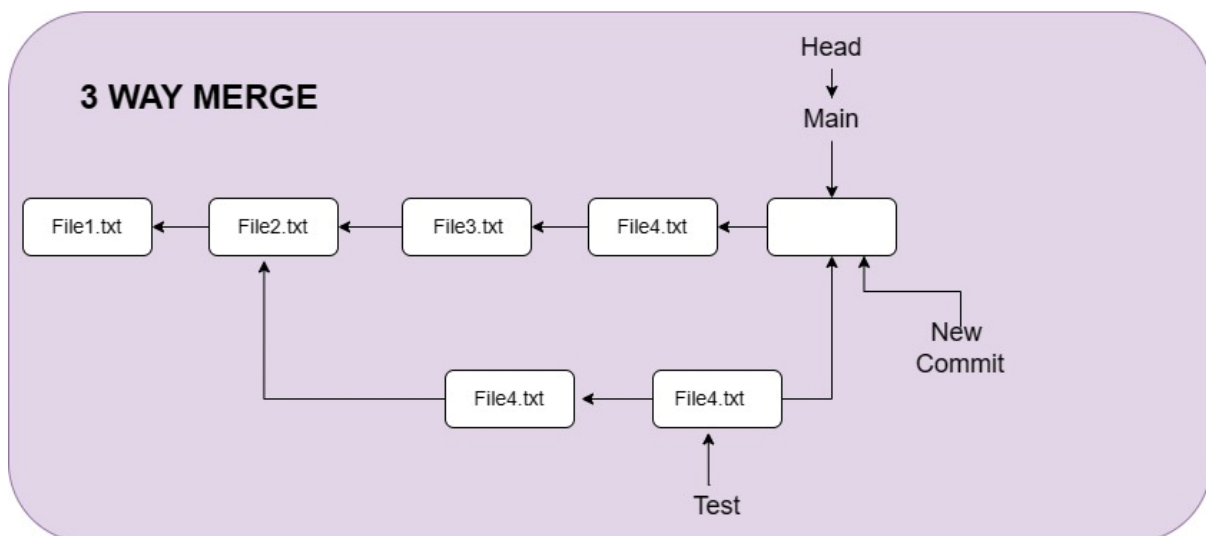 Head
3 WAY MERGE
Main
File1.txt
File2.txt
File3.txt
File4.txt
New
Commit
File4.txt
File4.txt
Test